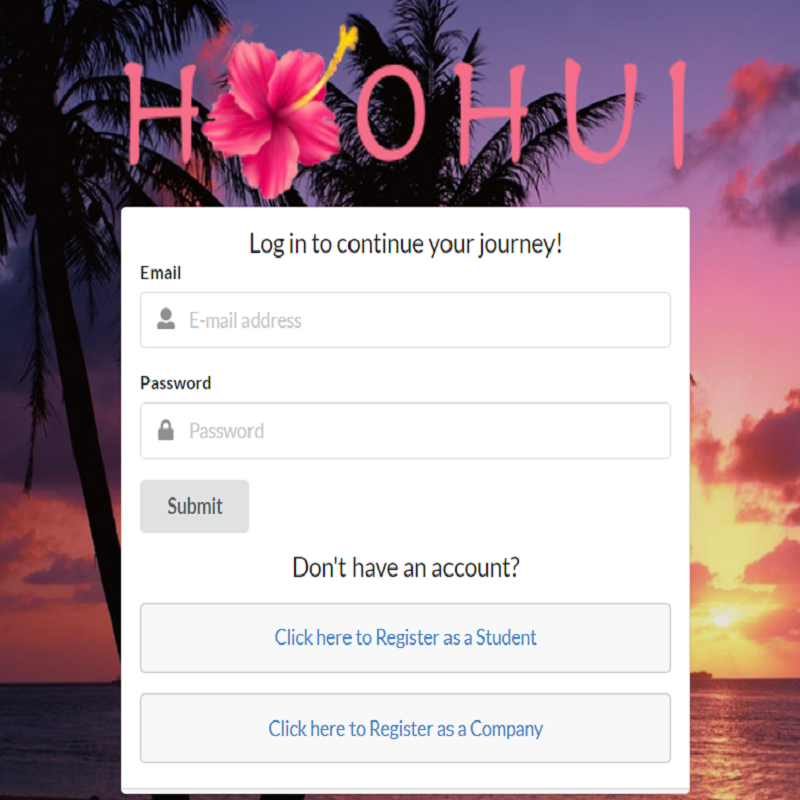 HOOHUI
Log in to continue your journey!
Email
E-mail address
Password
Password
Submit
Don't have an account?
Click here to Register as a Student
Click here to Register as a Company